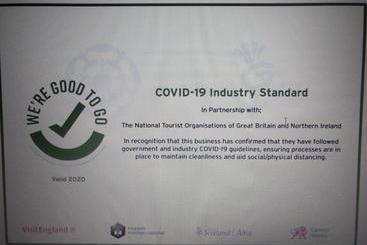 WE'RE GOOD TO GO
Valid 2020
COVID-19 Industry Standard
In Partnership with;
The National Tourist Organisations of Great Britain and Northern Ireland
In recognition that this business has confirmed that they have followed
government and industry COVID-19 guidelines, ensuring processes are in
place to maintain cleanliness and aid social/physical distancing.
VisitEngland
Scotland | Alba